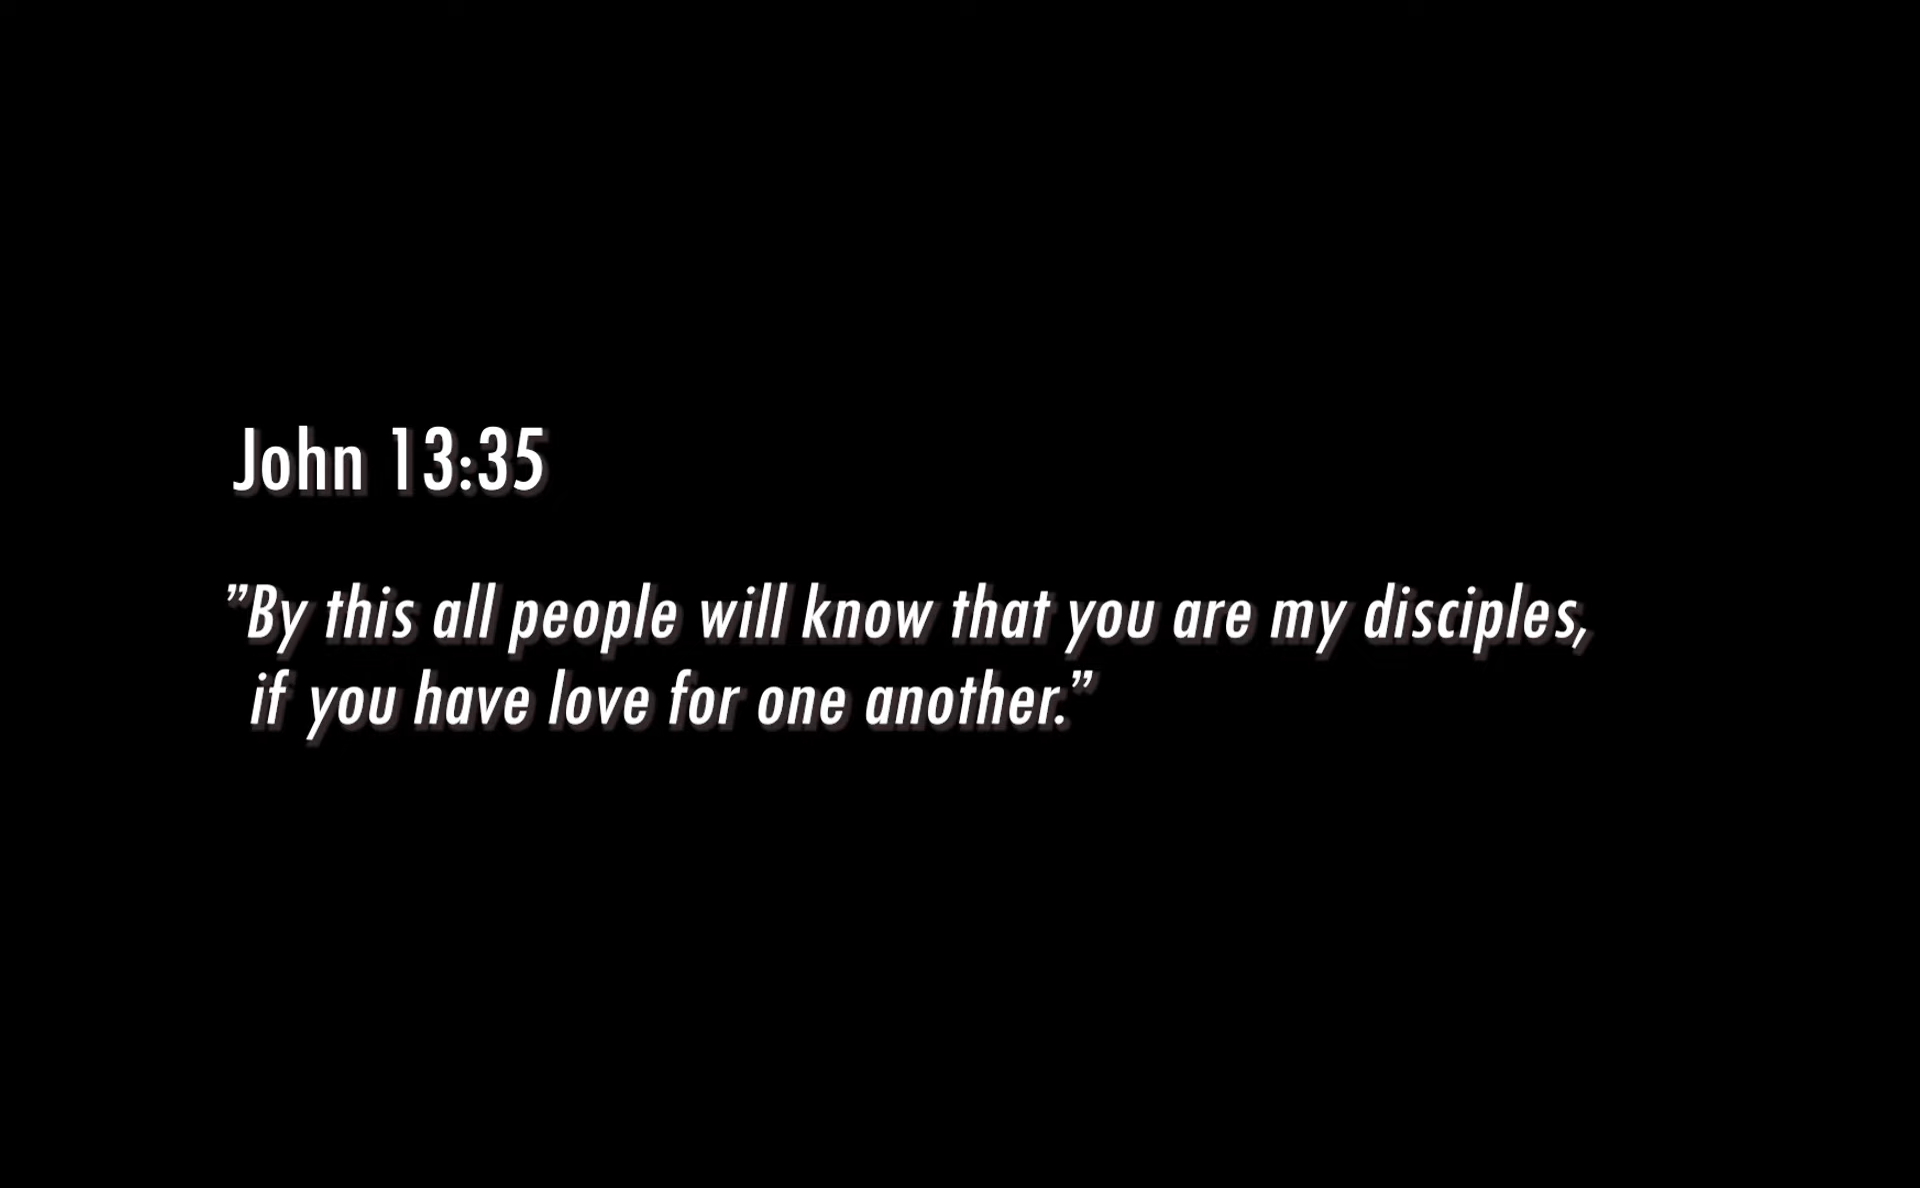 John 13:35
”By this all people will know that you are my disciples,
if you have love for one another.”